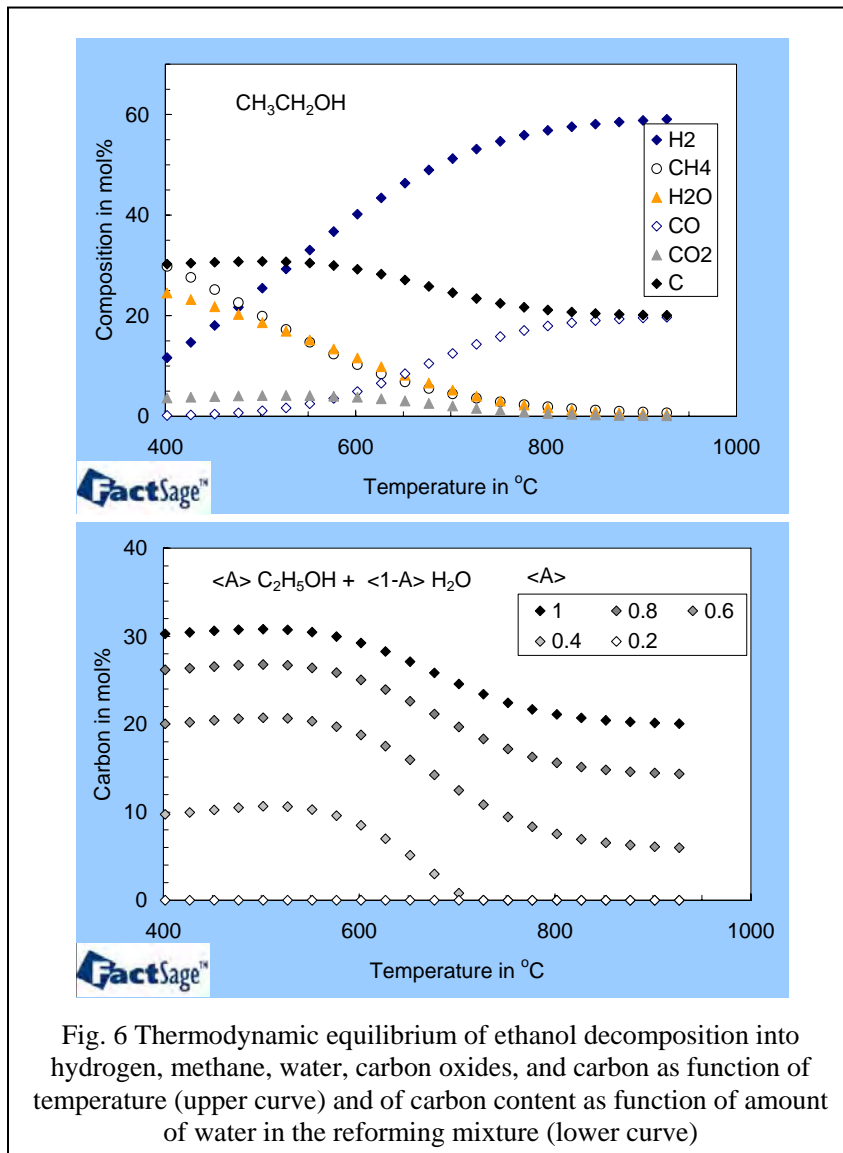 CH₃CH₂OH
60
40
20
0
Composition in mol%
H2
CH4
H2O
CO
CO2
C
400 600 800 1000
Temperature in °C
FactSage™
40
30
20
10
0
Carbon in mol%
<A> C₂H₅OH + <1-A> H₂O <A>
1 0.8 0.6
0.4 0.2
400 600 800 1000
Temperature in °C
FactSage™
Fig. 6 Thermodynamic equilibrium of ethanol decomposition into
hydrogen, methane, water, carbon oxides, and carbon as function of
temperature (upper curve) and of carbon content as function of amount
of water in the reforming mixture (lower curve)